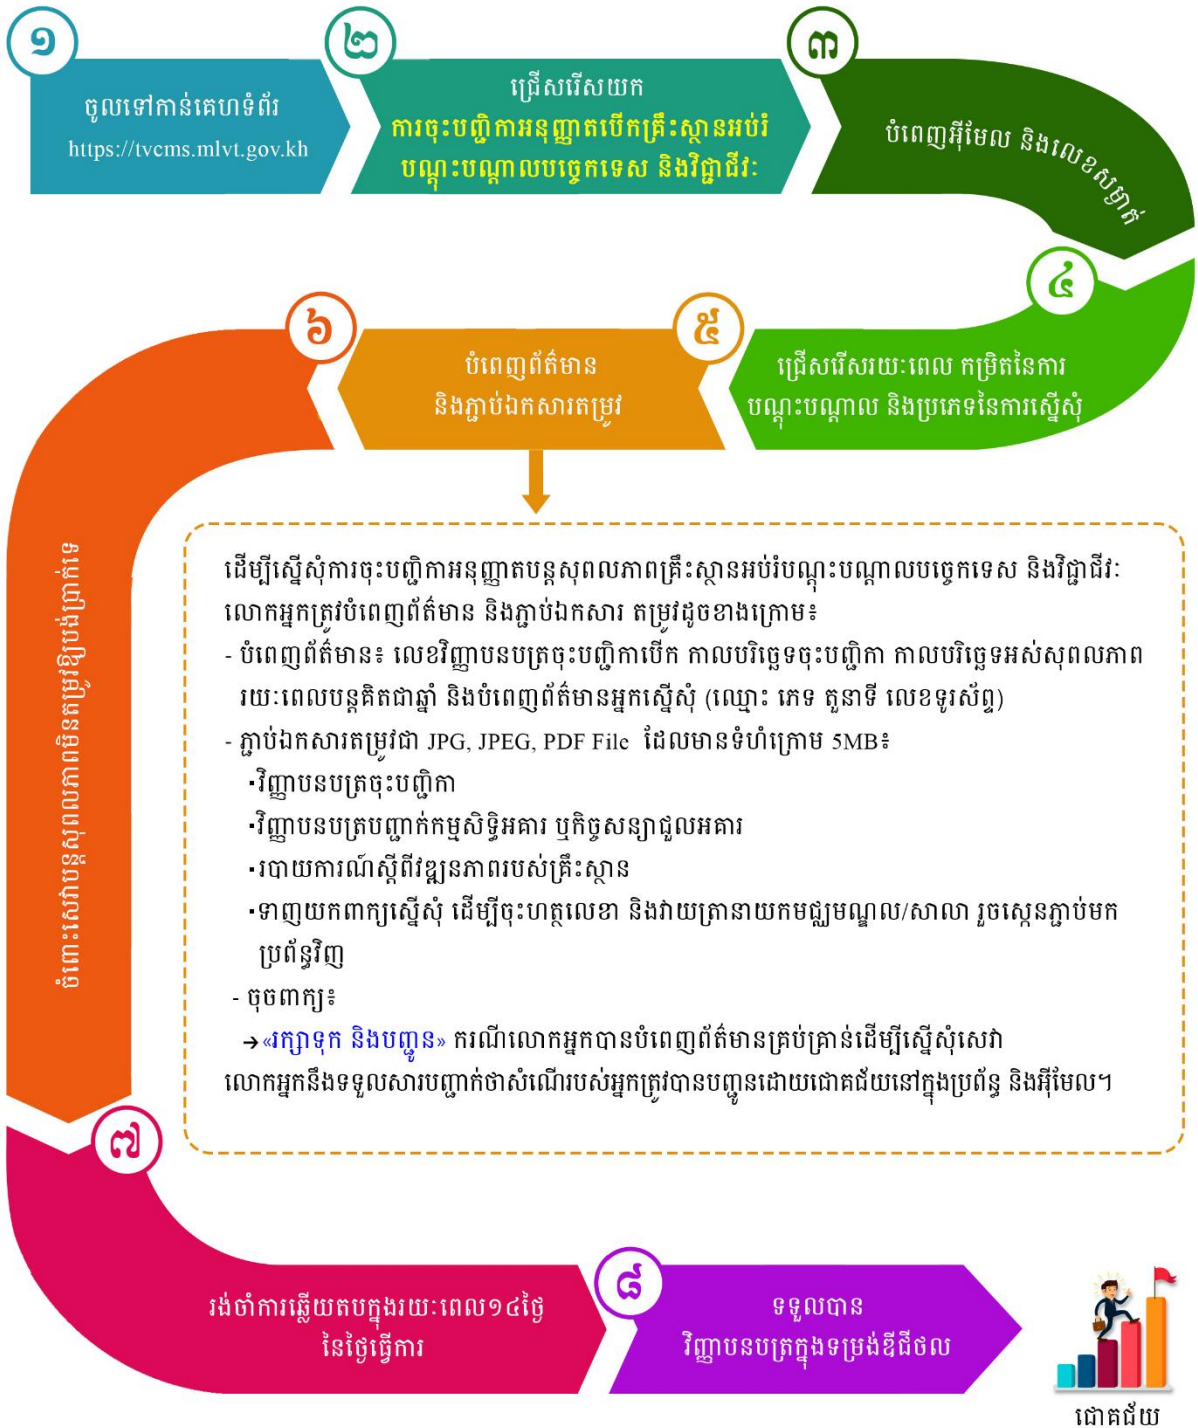 ១
ចូលទៅកាន់គេហទំព័រ
https://tvcms.mlvt.gov.kh
២
ជ្រើសរើសយក
ការចុះបញ្ជិកាអនុញ្ញាតបើកគ្រឹះស្ថានអប់រំ
បណ្តុះបណ្តាលបច្ចេកទេស និងវិជ្ជាជីវៈ
៣
បំពេញអ៊ីមែល និងលេខសម្ងាត់
៤
ជ្រើសរើសរយៈពេល កម្រិតនៃការ
បណ្តុះបណ្តាល និងប្រភេទនៃការស្នើសុំ
៥
បំពេញព័ត៌មាន
និងភ្ជាប់ឯកសារតម្រូវ
ដើម្បីស្នើសុំការចុះបញ្ជិកាអនុញ្ញាតបន្តសុពលភាពគ្រឹះស្ថានអប់រំបណ្តុះបណ្តាលបច្ចេកទេស និងវិជ្ជាជីវៈ
លោកអ្នកត្រូវបំពេញព័ត៌មាន និងភ្ជាប់ឯកសារ តម្រូវដូចខាងក្រោម៖
- បំពេញព័ត៌មាន៖ លេខវិញ្ញាបនបត្រចុះបញ្ជិកាបើក កាលបរិច្ឆេទចុះបញ្ជិកា កាលបរិច្ឆេទអស់សុពលភាព
រយៈពេលបន្តគិតជាឆ្នាំ និងបំពេញព័ត៌មានអ្នកស្នើសុំ (ឈ្មោះ ភេទ តួនាទី លេខទូរស័ព្ទ)
- ភ្ជាប់ឯកសារតម្រូវជា JPG, JPEG, PDF File ដែលមានទំហំក្រោម 5MB៖
▪វិញ្ញាបនបត្រចុះបញ្ជិកា
▪វិញ្ញាបនបត្របញ្ជាក់កម្មសិទ្ធិអគារ ឬកិច្ចសន្យាជួលអគារ
▪របាយការណ៍ស្តីពីវឌ្ឍនភាពរបស់គ្រឹះស្ថាន
▪ទាញយកពាក្យស្នើសុំ ដើម្បីចុះហត្ថលេខា និងវាយត្រានាយកមជ្ឈមណ្ឌល/សាលា រួចស្កេនភ្ជាប់មក
ប្រព័ន្ធវិញ
- ចុចពាក្យ៖
→«រក្សាទុក និងបញ្ជូន» ករណីលោកអ្នកបានបំពេញព័ត៌មានគ្រប់គ្រាន់ដើម្បីស្នើសុំសេវា
លោកអ្នកនឹងទទួលសារបញ្ជាក់ថាសំណើរបស់អ្នកត្រូវបានបញ្ជូនដោយជោគជ័យនៅក្នុងប្រព័ន្ធ និងអ៊ីមែល។
៦
ចំពោះសេវាបន្តសុពលភាពមិនតម្រូវឱ្យបង់ប្រាក់ទេ
៧
រង់ចាំការឆ្លើយតបក្នុងរយៈពេល១៤ថ្ងៃ
នៃថ្ងៃធ្វើការ
៨
ទទួលបាន
វិញ្ញាបនបត្រក្នុងទម្រង់ឌីជីថល
ជោគជ័យ